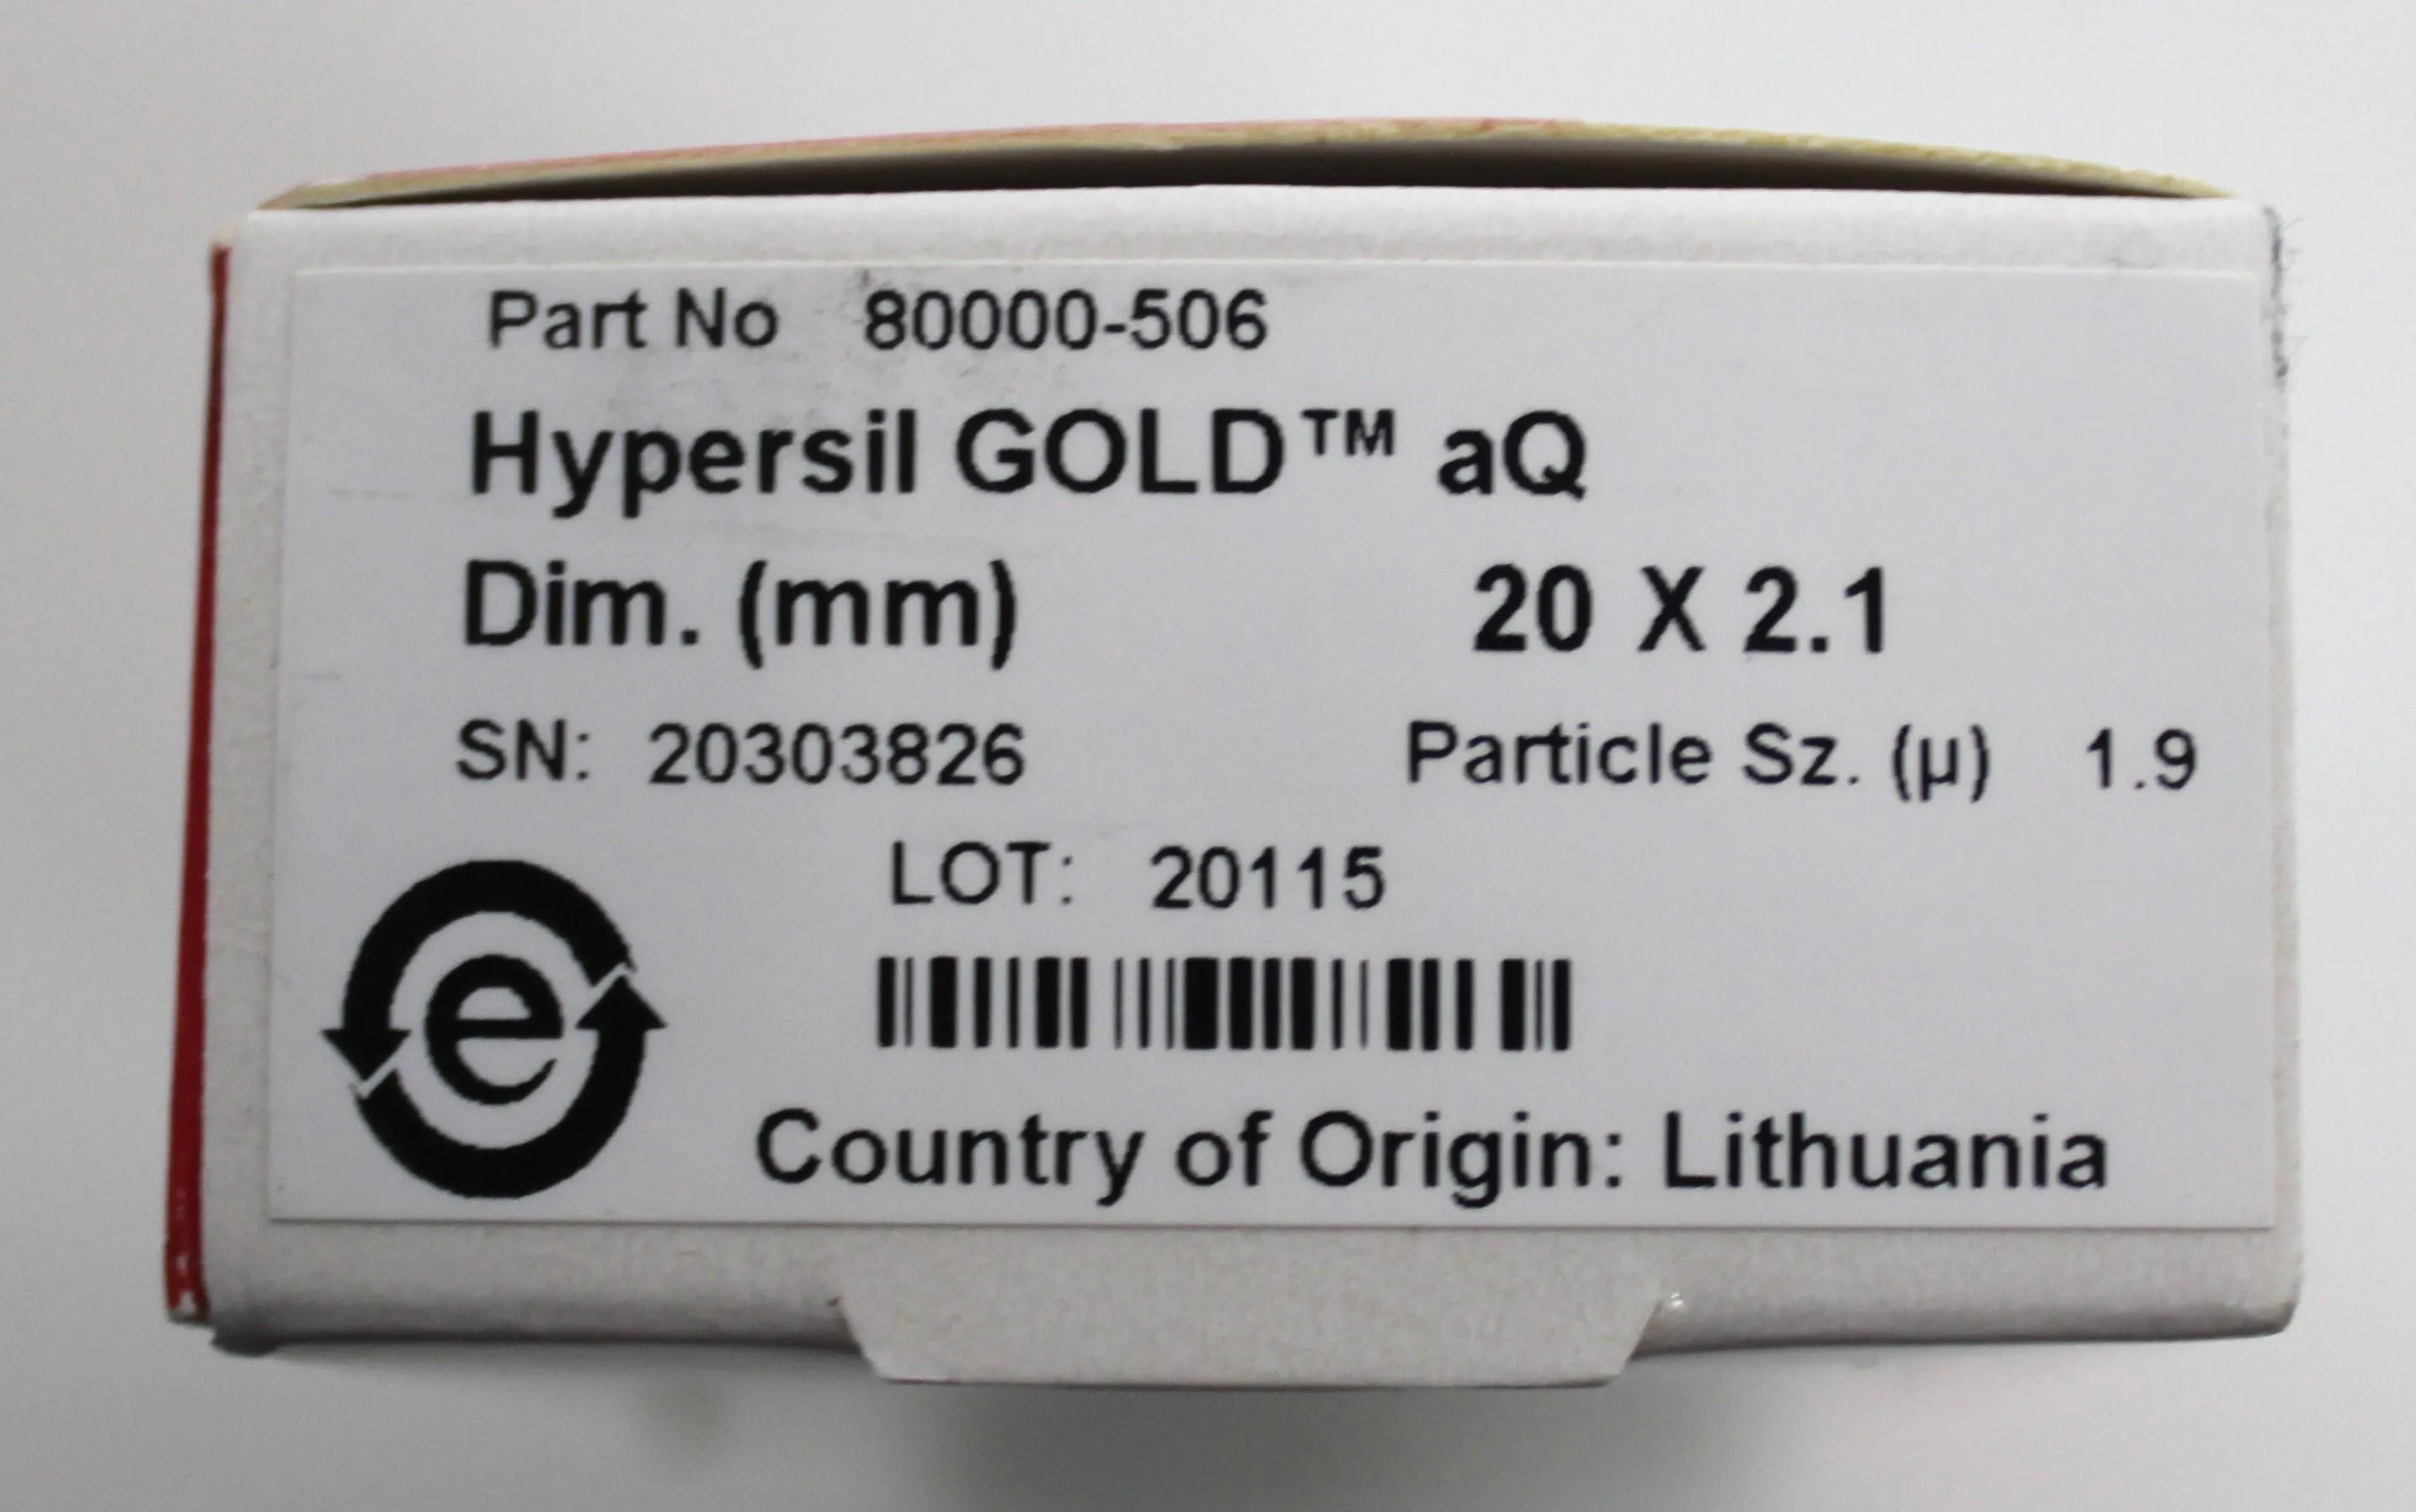 Part No 80000-506
Hypersil GOLD™ aQ
Dim. (mm) 20 X 2.1
SN: 20303826 Particle Sz. (µ) 1.9
LOT: 20115
e
Country of Origin: Lithuania